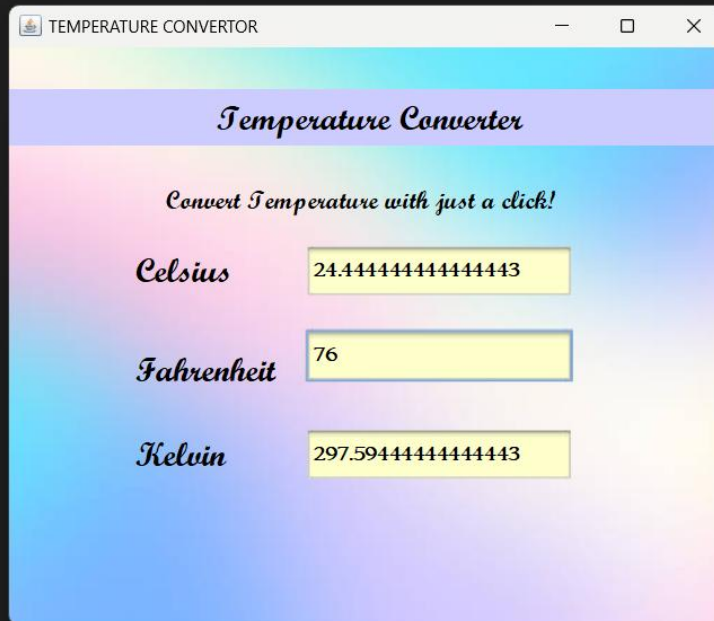 TEMPERATURE CONVERTOR
Temperature Converter
Convert Temperature with just a click!
Celsius 24.444444444444443
Fahrenheit 76
Kelvin 297.59444444444443